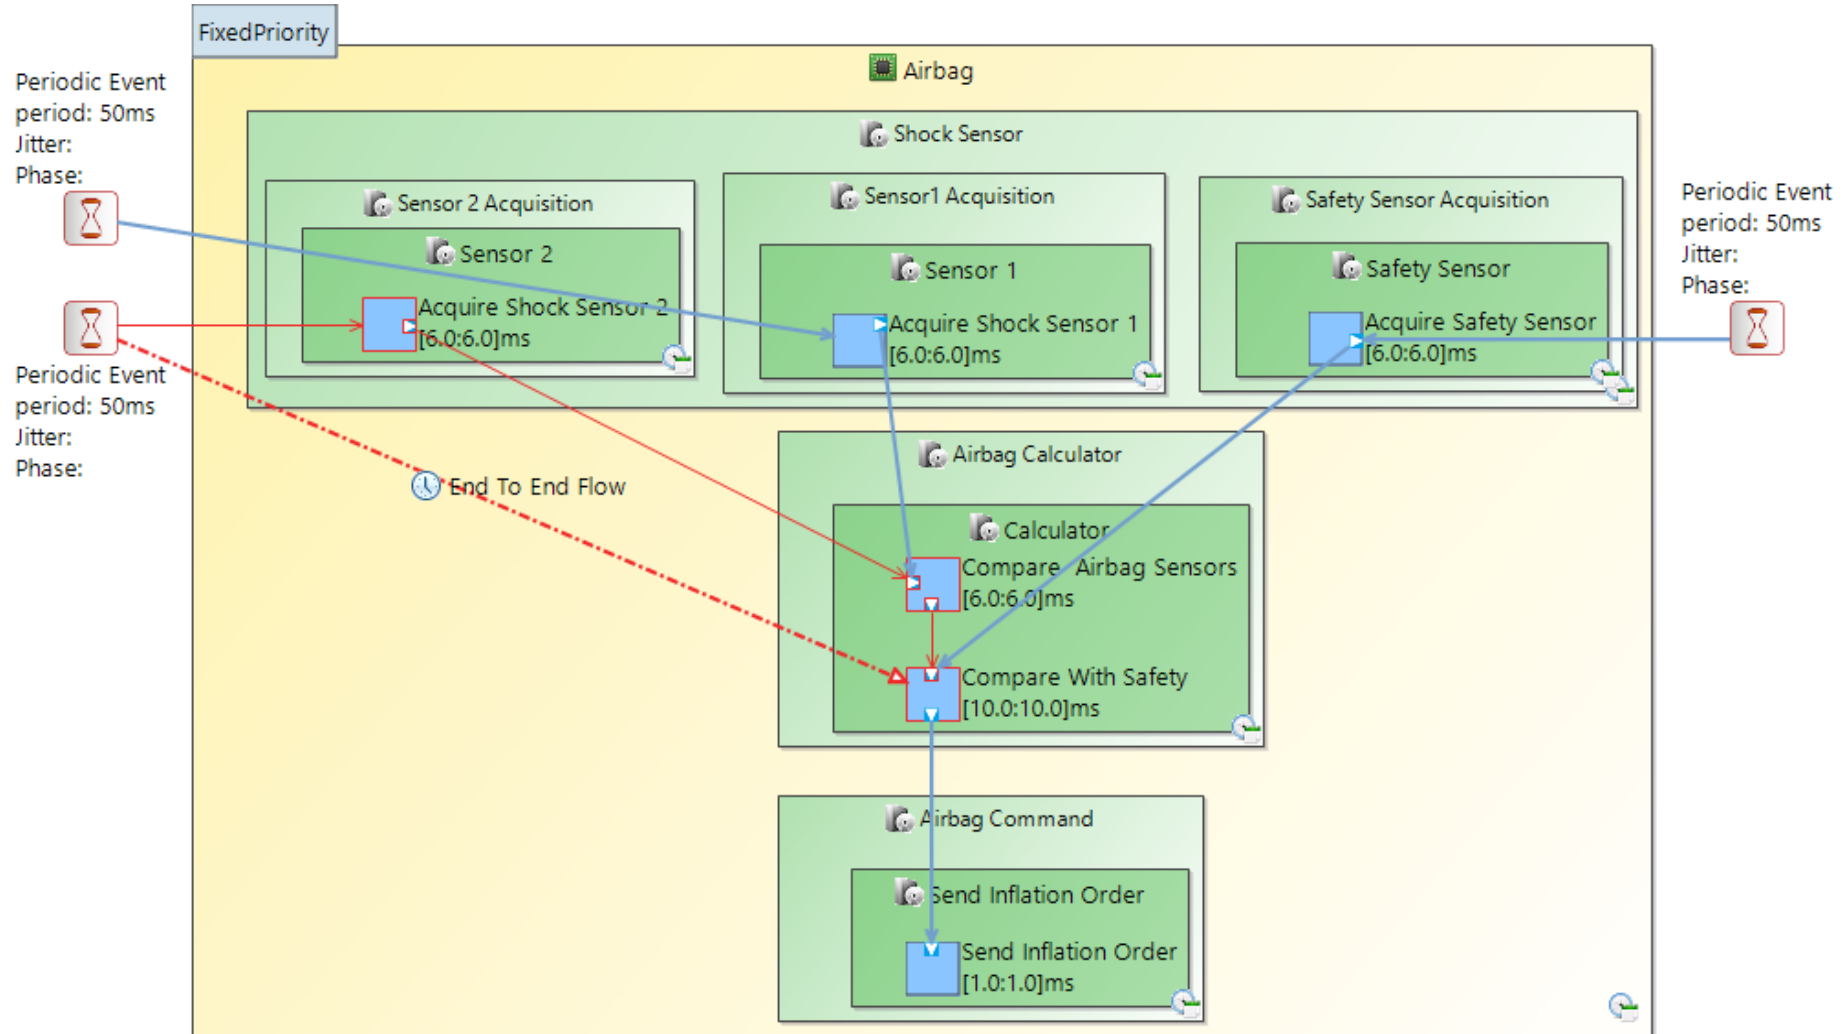 FixedPriority
Airbag
Periodic Event
period: 50ms
Jitter:
Phase:
Shock Sensor
Sensor 2 Acquisition
Sensor 2
Acquire Shock Sensor 2
[6.0:6.0]ms
Sensor1 Acquisition
Sensor 1
Acquire Shock Sensor 1
[6.0:6.0]ms
Safety Sensor Acquisition
Safety Sensor
Acquire Safety Sensor
[6.0:6.0]ms
Periodic Event
period: 50ms
Jitter:
Phase:
Periodic Event
period: 50ms
Jitter:
Phase:
End To End Flow
Airbag Calculator
Calculator
Compare Airbag Sensors
[6.0:6.0]ms
Compare With Safety
[10.0:10.0]ms
Airbag Command
Send Inflation Order
Send Inflation Order
[1.0:1.0]ms